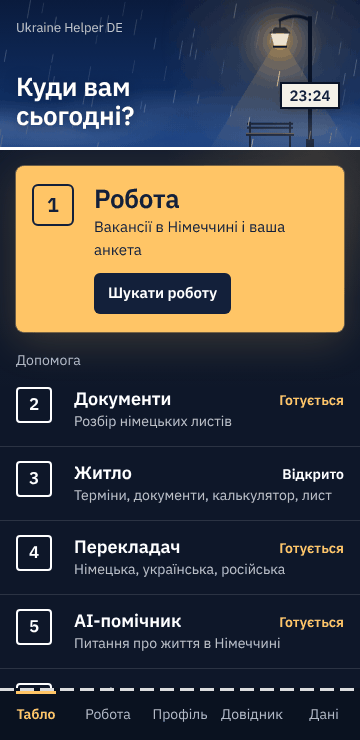 Ukraine Helper DE
Куди вам
сьогодні?
23:24
1
Робота
Вакансії в Німеччині і ваша
анкета
Шукати роботу
Допомога
2
Документи
Готується
Розбір німецьких листів
3
Житло
Відкрито
Терміни, документи, калькулятор, лист
4
Перекладач
Готується
Німецька, українська, російська
5
AI-помічник
Готується
Питання про життя в Німеччині
Табло
Робота
Профіль
Довідник
Дані